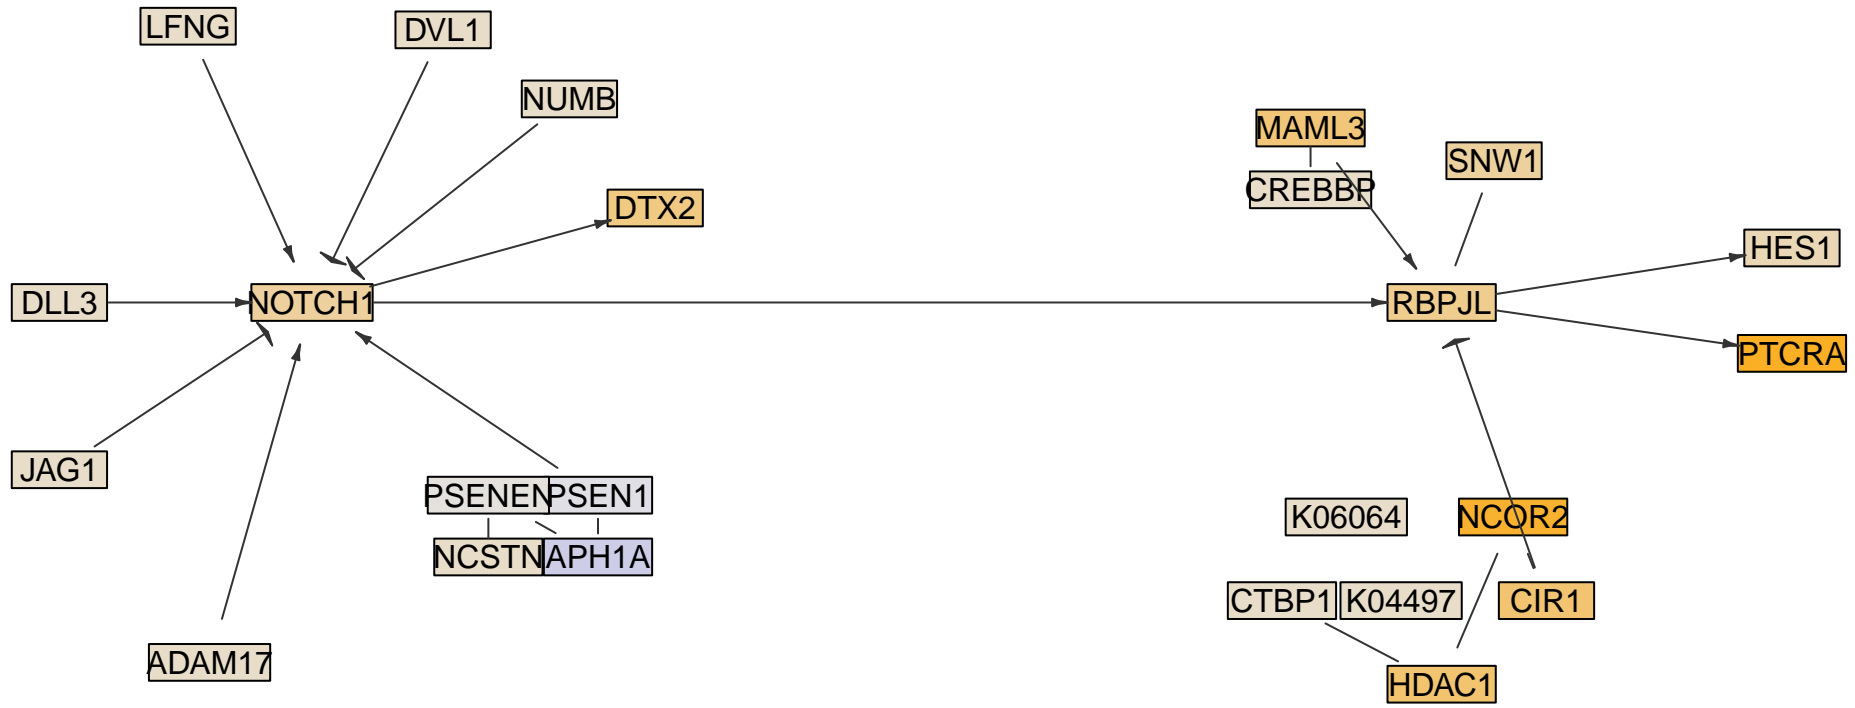 LFNG
DVL1
NUMB
MAML3
SNW1
CREBBP
DTX2
HES1
DLL3
NOTCH1
RBPJL
PTCRA
JAG1
PSENEN
PSEN1
K06064
NCOR2
NCSTN
APH1A
CTBP1
K04497
CIR1
ADAM17
HDAC1